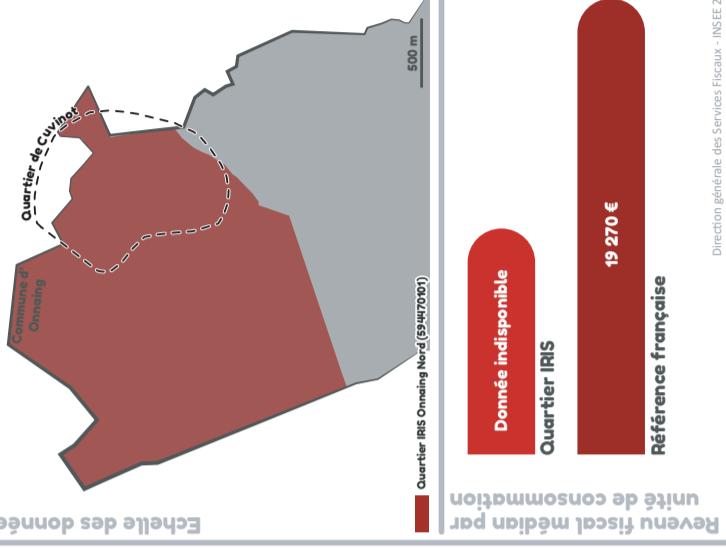 Echelle des donnée
Commune d'
Onnaing
Quartier de Cuvinot
500 m
Quartier IRIS Onnaing Nord (594470101)
Revenu fiscal médian par
unité de consommation
Donnée indisponible
Quartier IRIS
19 270 €
Référence française
Direction générale des Services Fiscaux - INSEE 2